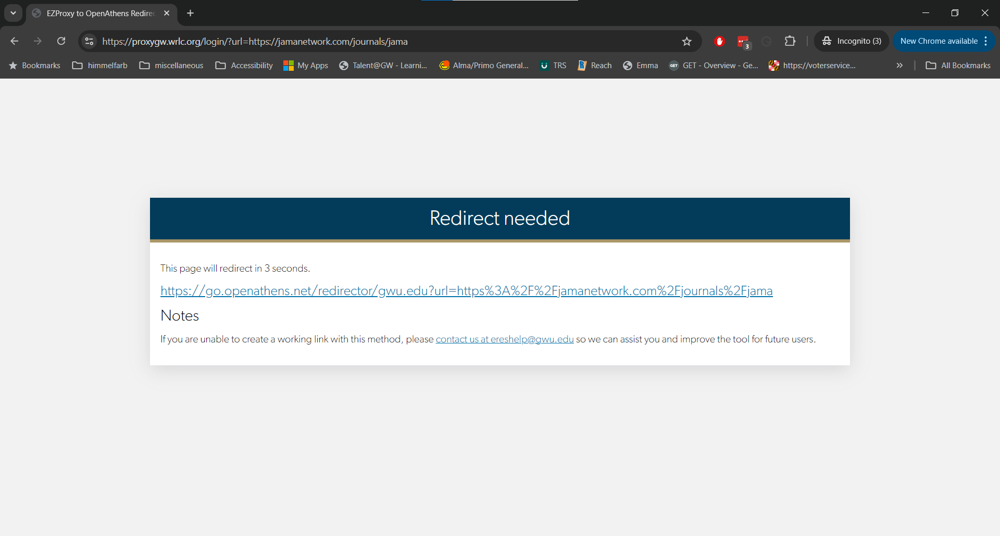 EZProxy to OpenAthens Redirec
https://proxygw.wrlc.org/login/?url=https://jamanetwork.com/journals/jama
3
Incognito (3)
New Chrome available
Bookmarks
himmelfarb
miscellaneous
Accessibility
My Apps
Talent@GW - Learni...
Alma/Primo General...
TRS
Reach
Emma
GET
GET - Overview - Ge...
https://voterservice...
All Bookmarks
Redirect needed
This page will redirect in 3 seconds.
https://go.openathens.net/redirector/gwu.edu?url=https%3A%2F%2Fjamanetwork.com%2Fjournals%2Fjama
Notes
If you are unable to create a working link with this method, please contact us at ereshelp@gwu.edu so we can assist you and improve the tool for future users.